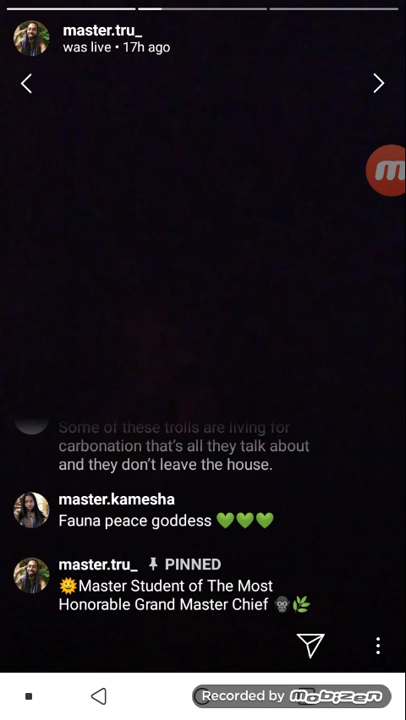 master.tru_
was live • 17h ago
Some of these trolls are living for
carbonation that's all they talk about
and they don't leave the house.
master.kamesha
Fauna peace goddess 💚💚💚
master.tru_ PINNED
🌞Master Student of The Most
Honorable Grand Master Chief 🦍🌿
Recorded by mobizen